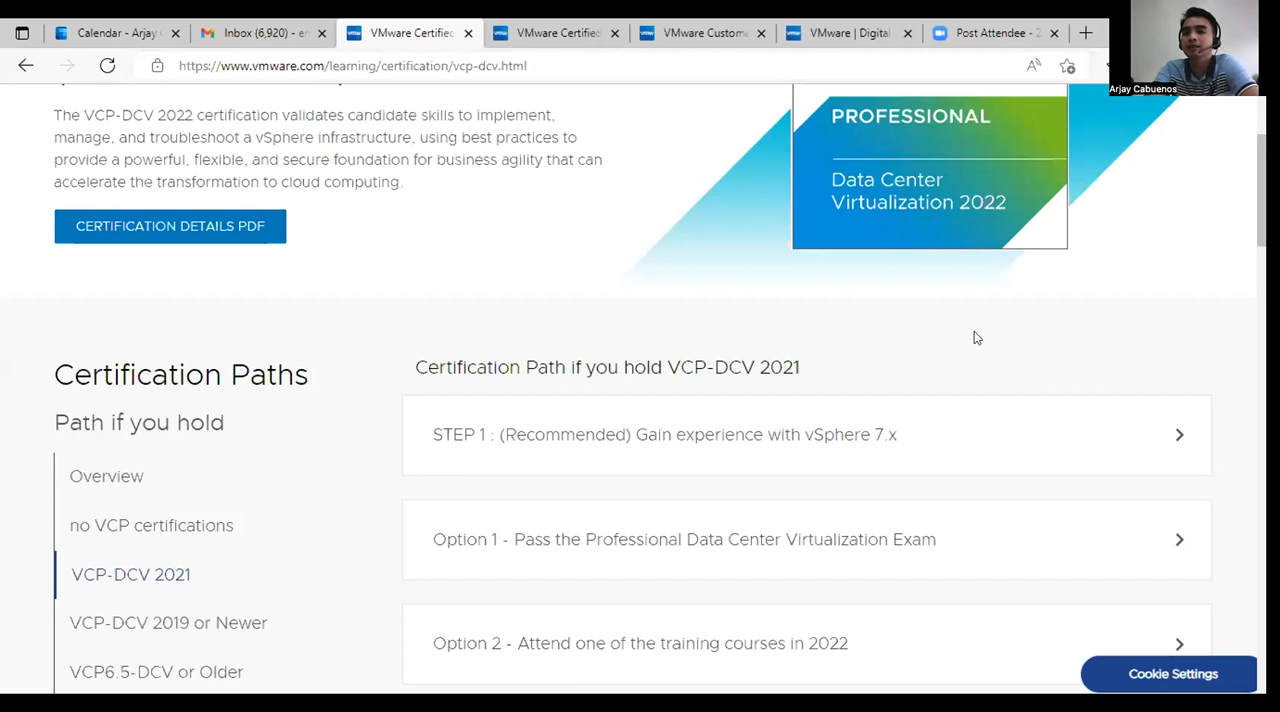 Calendar - Arjay
Inbox (6,920) - en
VMware Certified
VMware Certified
VMware Custome
VMware | Digital
Post Attendee - Z
https://www.vmware.com/learning/certification/vcp-dcv.html
Arjay Cabuenos
The VCP-DCV 2022 certification validates candidate skills to implement,
manage, and troubleshoot a vSphere infrastructure, using best practices to
provide a powerful, flexible, and secure foundation for business agility that can
accelerate the transformation to cloud computing.
CERTIFICATION DETAILS PDF
PROFESSIONAL
Data Center
Virtualization 2022
Certification Paths
Path if you hold
Overview
no VCP certifications
VCP-DCV 2021
VCP-DCV 2019 or Newer
VCP6.5-DCV or Older
Certification Path if you hold VCP-DCV 2021
STEP 1 : (Recommended) Gain experience with vSphere 7.x
Option 1 - Pass the Professional Data Center Virtualization Exam
Option 2 - Attend one of the training courses in 2022
Cookie Settings